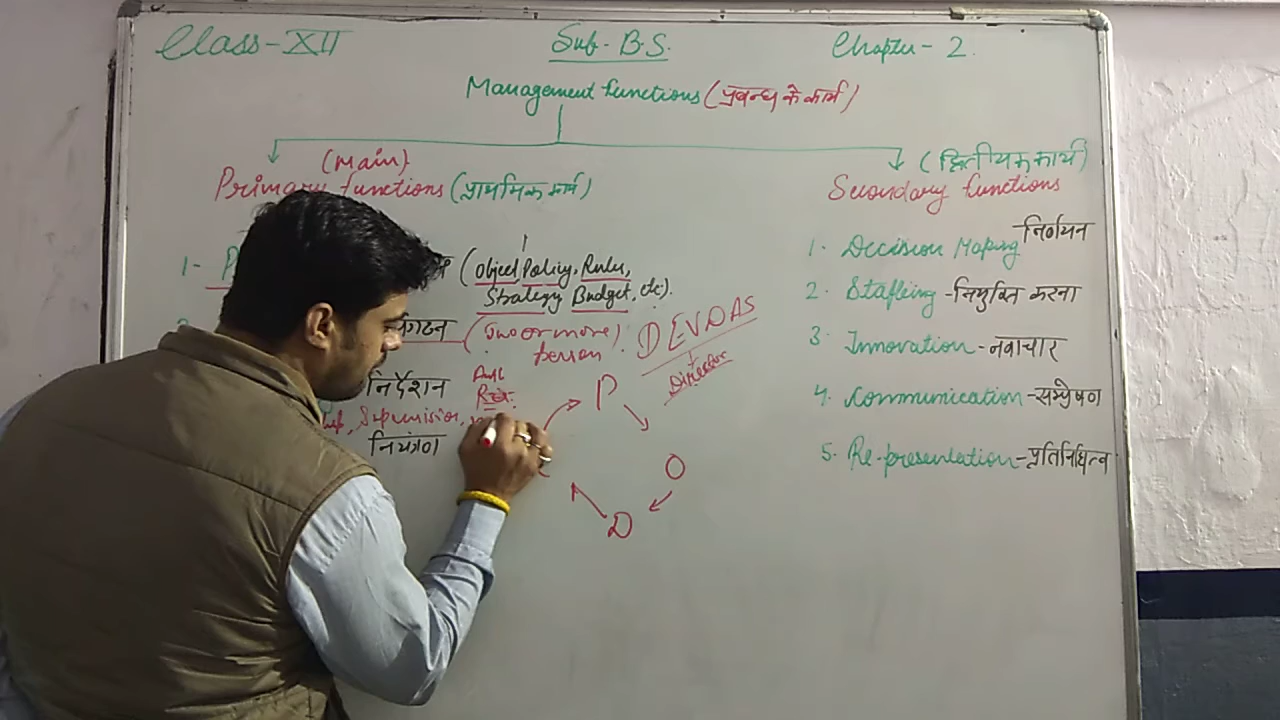 Class-XII
Sub- B.S.
Chapter- 2.
Management functions (प्रबन्ध के कार्य)
(Main)
Primary functions (प्राथमिक कार्य)
(द्वितीयक कार्य)
Secondary functions
1- P
(object Policy, Rules,
Strategy Budget, etc).
(Two or more)
person
DEVDAS
Director
निर्देशन
Supervision,
नियंत्रण
P
O
D
1. Decision Making निर्णयन
2. Staffeing - नियुक्ति करना
3. Innovation - नवाचार
4. Communication - सम्प्रेषण
5. Re-presentation - प्रतिनिधित्व